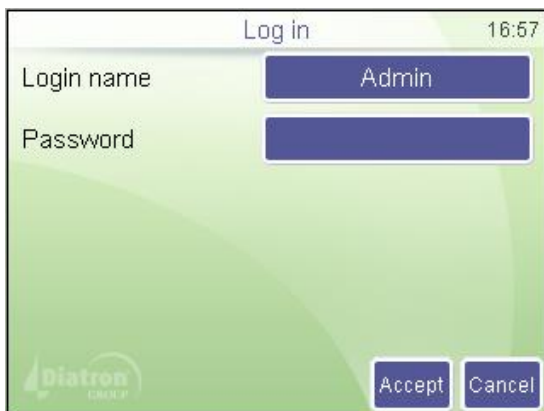 Log in 16:57
Login name Admin
Password
Diatron
GROUP
Accept Cancel